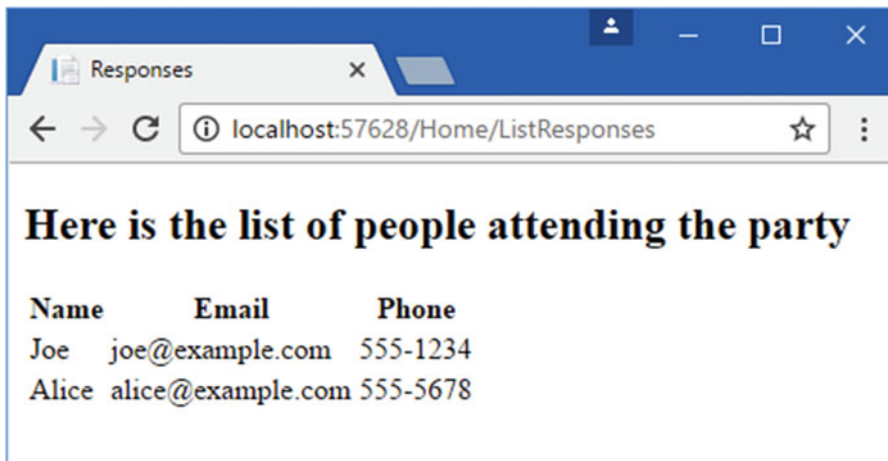 Responses
localhost:57628/Home/ListResponses
Here is the list of people attending the party
Name Email Phone
Joe joe@example.com 555-1234
Alice alice@example.com 555-5678